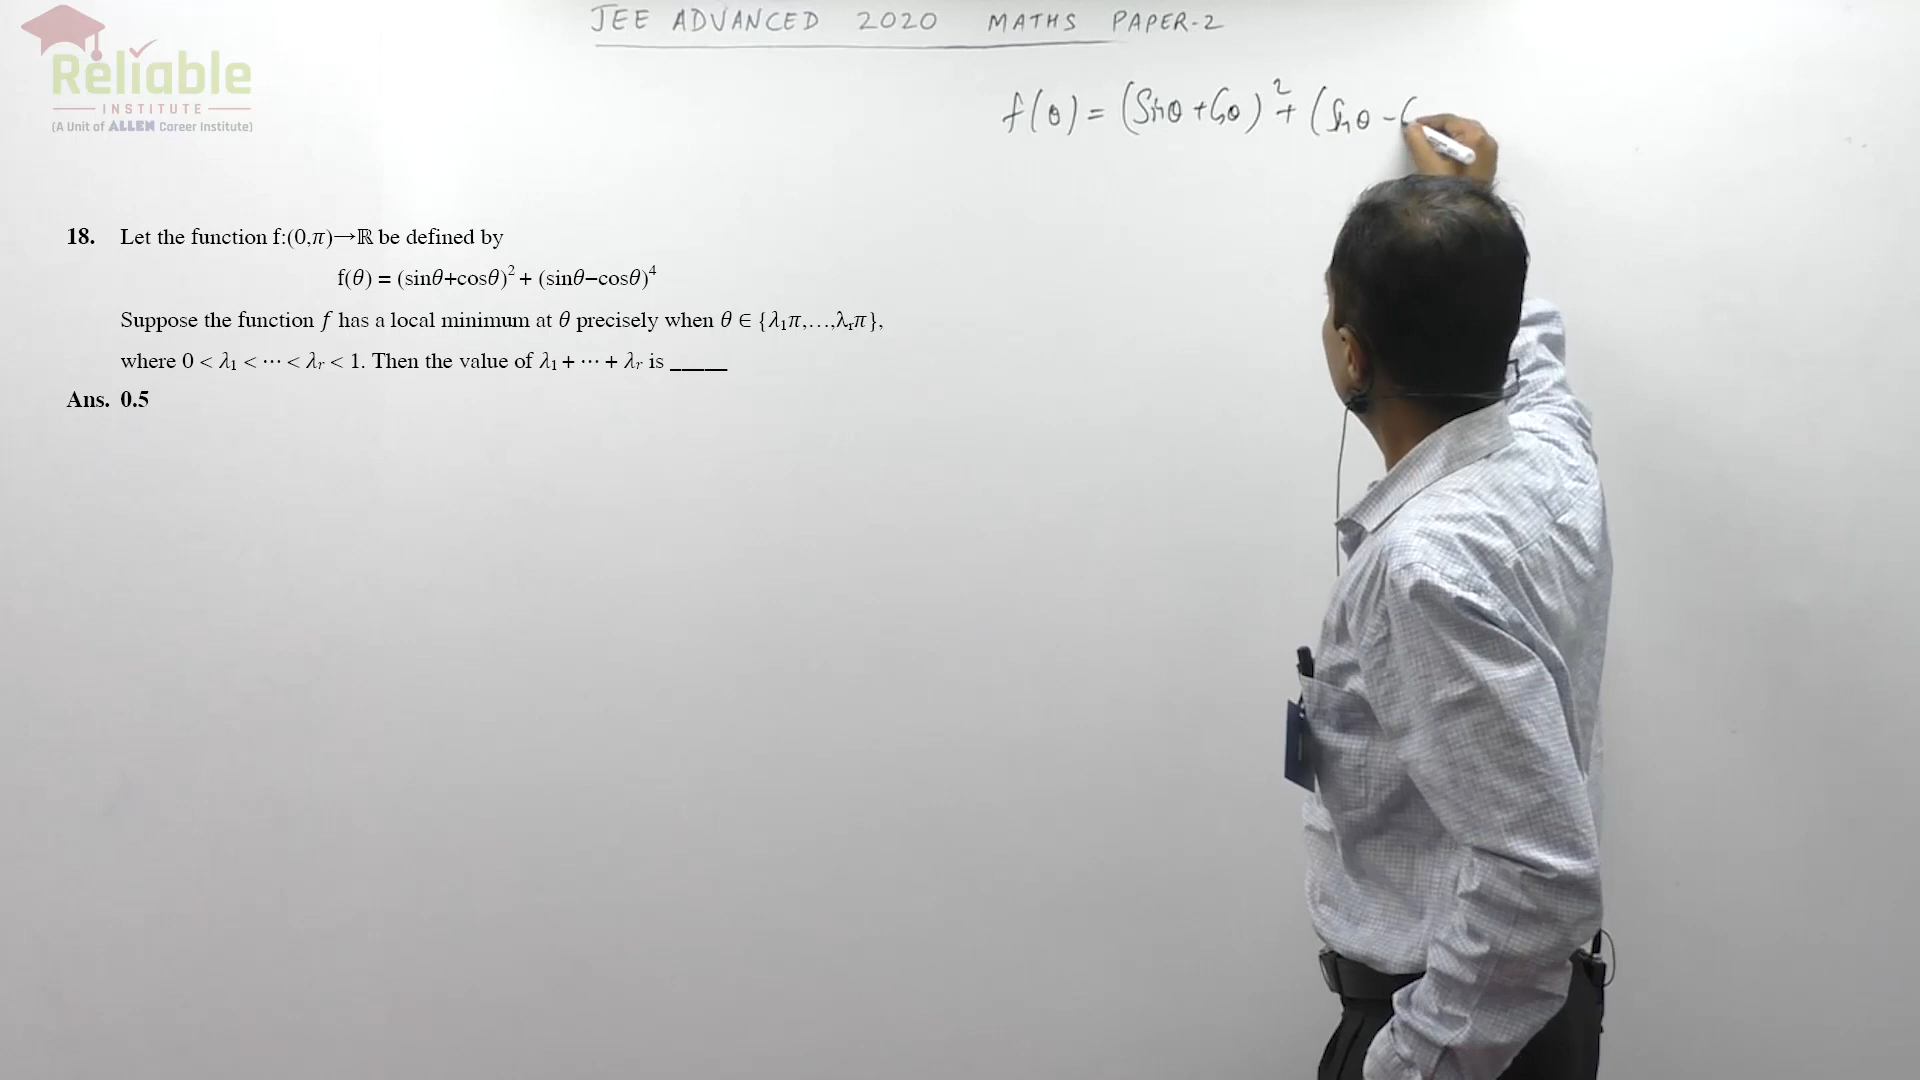 JEE ADVANCED 2020 MATHS PAPER-2
Reliable
INSTITUTE
(A Unit of ALLEN Career Institute)
f(θ) = (Sinθ + Cosθ)² + (Sinθ - C
18. Let the function f:(0,π)→ℝ be defined by
f(θ) = (sinθ+cosθ)² + (sinθ−cosθ)⁴
Suppose the function f has a local minimum at θ precisely when θ ∈ {λ₁π,…,λᵣπ},
where 0 < λ₁ < ⋯ < λᵣ < 1. Then the value of λ₁ + ⋯ + λᵣ is _____
Ans. 0.5